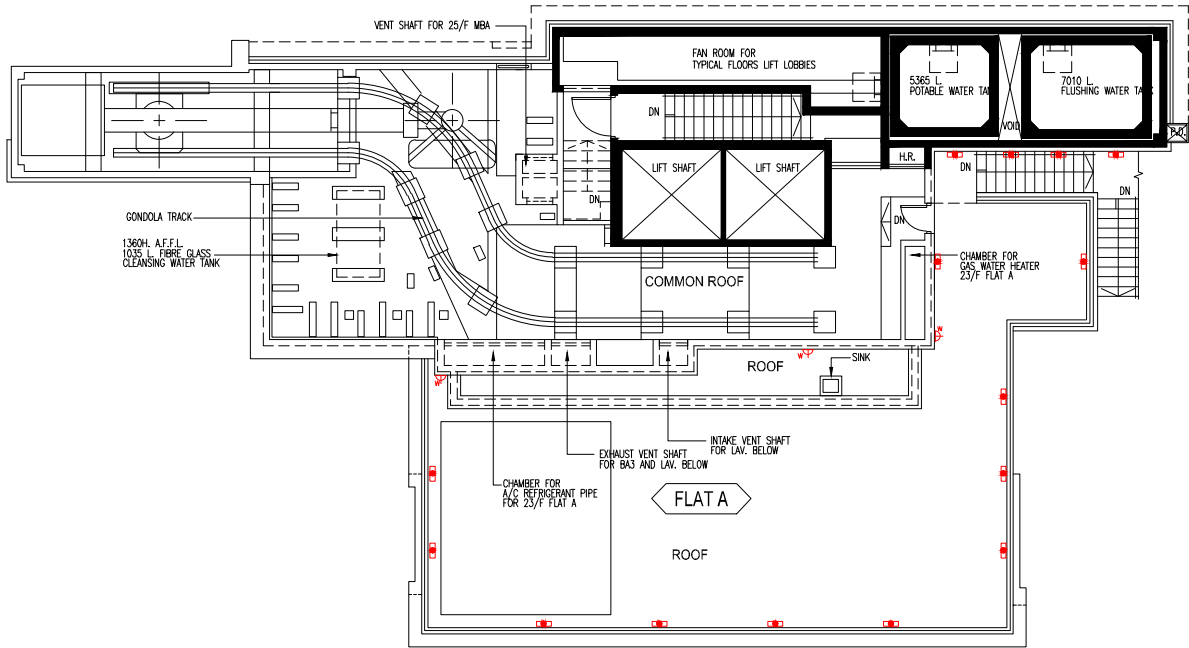 VENT SHAFT FOR 25/F MBA
FAN ROOM FOR
TYPICAL FLOORS LIFT LOBBIES
5365 L.
POTABLE WATER
7010 L.
FLUSHING WATER
VOID
DN
H.R.
LIFT SHAFT
LIFT SHAFT
DN
DN
DN
DN
GONDOLA TRACK
1360H. A.F.F.L.
1035 L. FIBRE GLASS
CLEANSING WATER TANK
COMMON ROOF
CHAMBER FOR
GAS WATER HEATER
23/F FLAT A
W
W
W
ROOF
SINK
INTAKE VENT SHAFT
FOR LAV. BELOW
EXHAUST VENT SHAFT
FOR BA3 AND LAV. BELOW
CHAMBER FOR
A/C REFRIGERANT PIPE
FOR 23/F FLAT A
FLAT A
ROOF